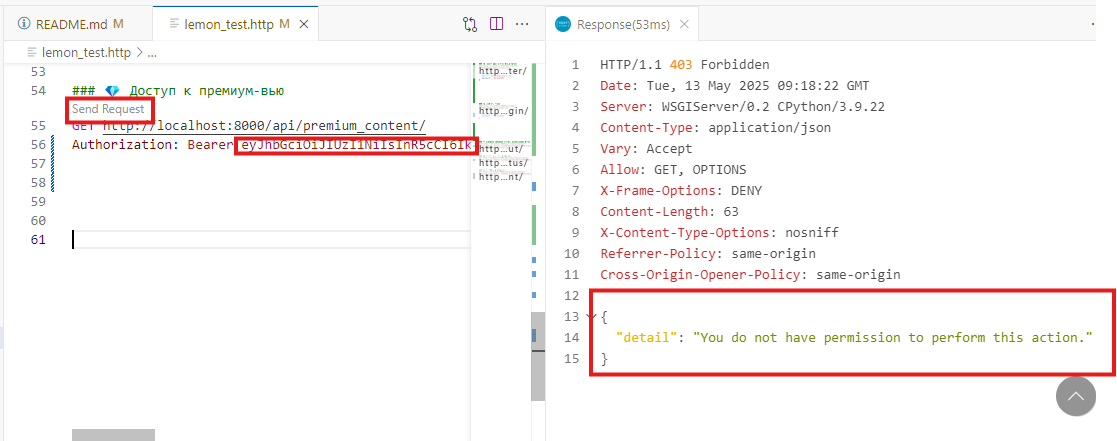 README.md M
lemon_test.http M
lemon_test.http > ...
53
54 ### 💎 Доступ к премиум-вью
Send Request
55 GET http://localhost:8000/api/premium_content/
56 Authorization: Bearer
57
58
59
60
61
http...ter/
http...gin/
...ut/
http...tus/
http...nt/
Response(53ms)
1 HTTP/1.1 403 Forbidden
2 Date: Tue, 13 May 2025 09:18:22 GMT
3 Server: WSGIServer/0.2 CPython/3.9.22
4 Content-Type: application/json
5 Vary: Accept
6 Allow: GET, OPTIONS
7 X-Frame-Options: DENY
8 Content-Length: 63
9 X-Content-Type-Options: nosniff
10 Referrer-Policy: same-origin
11 Cross-Origin-Opener-Policy: same-origin
12
13 {
14 "detail": "You do not have permission to perform this action."
15 }